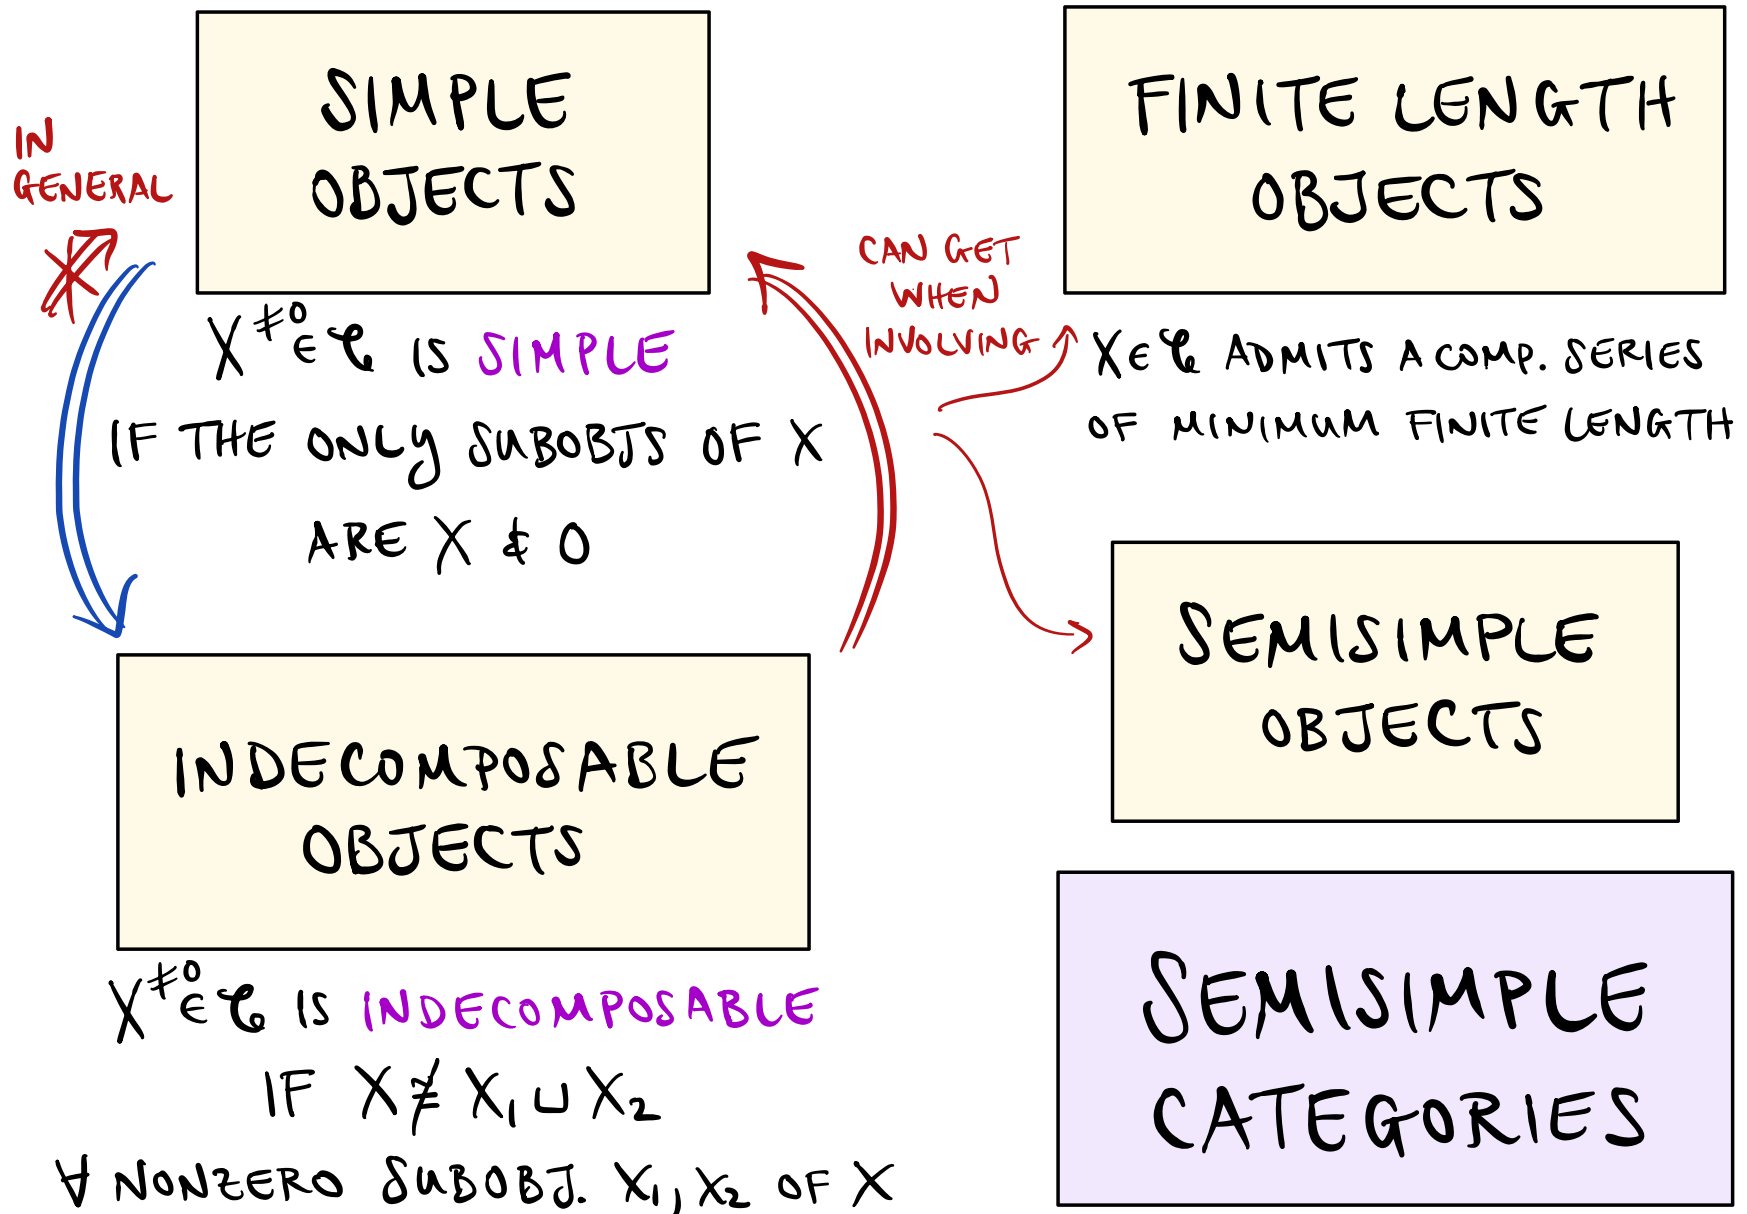 SIMPLE
OBJECTS
IN
GENERAL
X≠0 ∈ 𝒞 IS SIMPLE
IF THE ONLY SUBOBJS OF X
ARE X & 0
INDECOMPOSABLE
OBJECTS
X≠0 ∈ 𝒞 IS INDECOMPOSABLE
IF X ≇ X₁ ⊔ X₂
∀ NONZERO SUBOBJ. X₁, X₂ OF X
CAN GET
WHEN
INVOLVING
FINITE LENGTH
OBJECTS
X ∈ 𝒞 ADMITS A COMP. SERIES
OF MINIMUM FINITE LENGTH
SEMISIMPLE
OBJECTS
SEMISIMPLE
CATEGORIES